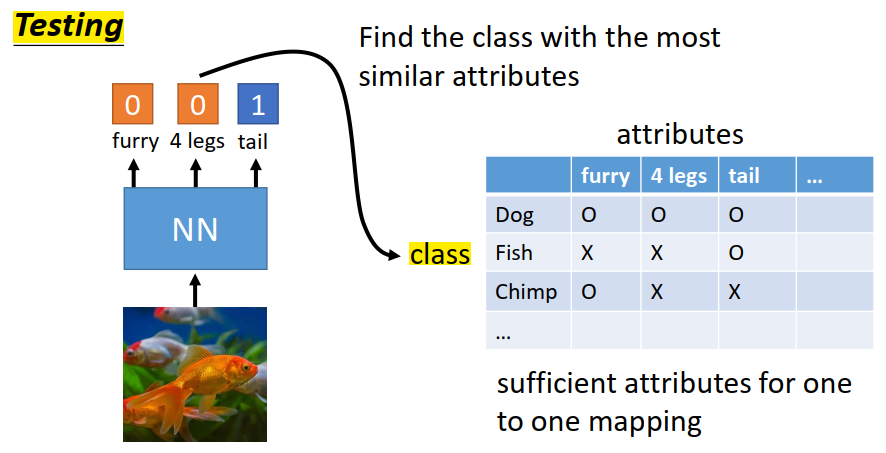 Testing
Find the class with the most
similar attributes
0 0 1
furry 4 legs tail
NN
class
attributes
furry 4 legs tail ...
Dog O O O
Fish X X O
Chimp O X X
...
sufficient attributes for one
to one mapping